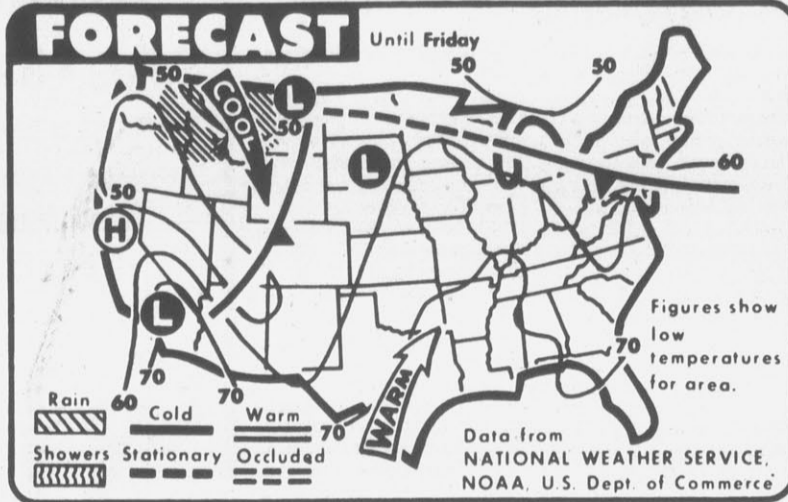 FORECAST
Until Friday
50
50
50
L
COOL
50
L
60
50
H
L
Figures show
low
70
temperatures
for area.
70
60
70
70
WARM
Rain
Cold
Warm
Showers
Stationary
Occluded
Data from
NATIONAL WEATHER SERVICE,
NOAA, U.S. Dept. of Commerce